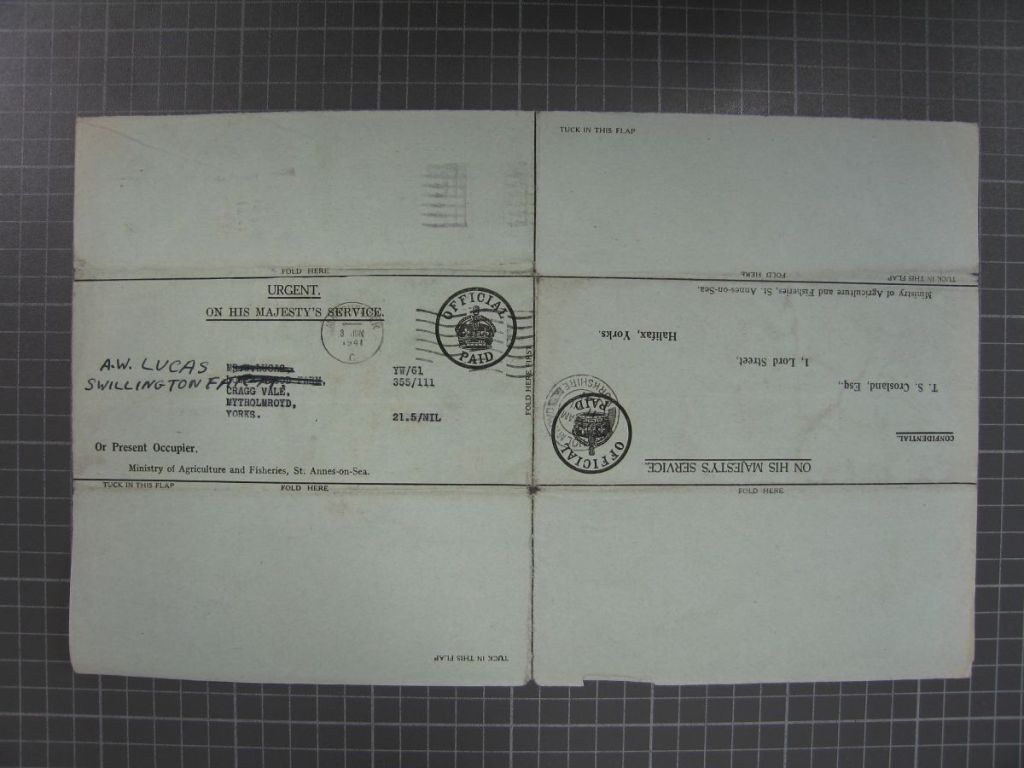 TUCK IN THIS FLAP
FOLD HERE
URGENT.
ON HIS MAJESTY'S SERVICE.
3 JUN
1941
C
OFFICIAL
PAID
A.W. LUCAS
SWILLINGTON
CRAGG VALE,
MYTHOLMROYD,
YORKS.
YW/61
355/111
21.5/NIL
Or Present Occupier.
Ministry of Agriculture and Fisheries, St. Annes-on-Sea.
TUCK IN THIS FLAP
FOLD HERE
TUCK IN THIS FLAP
FOLD HERE FIRST
FOLD HERE
ON HIS MAJESTY'S SERVICE.
CONFIDENTIAL
OFFICIAL
PAID
T. S. Crosland, Esq.,
1, Lord Street,
Halifax, Yorks.
Ministry of Agriculture and Fisheries, St. Annes-on-Sea.
TUCK IN THIS FLAP
FOLD HERE